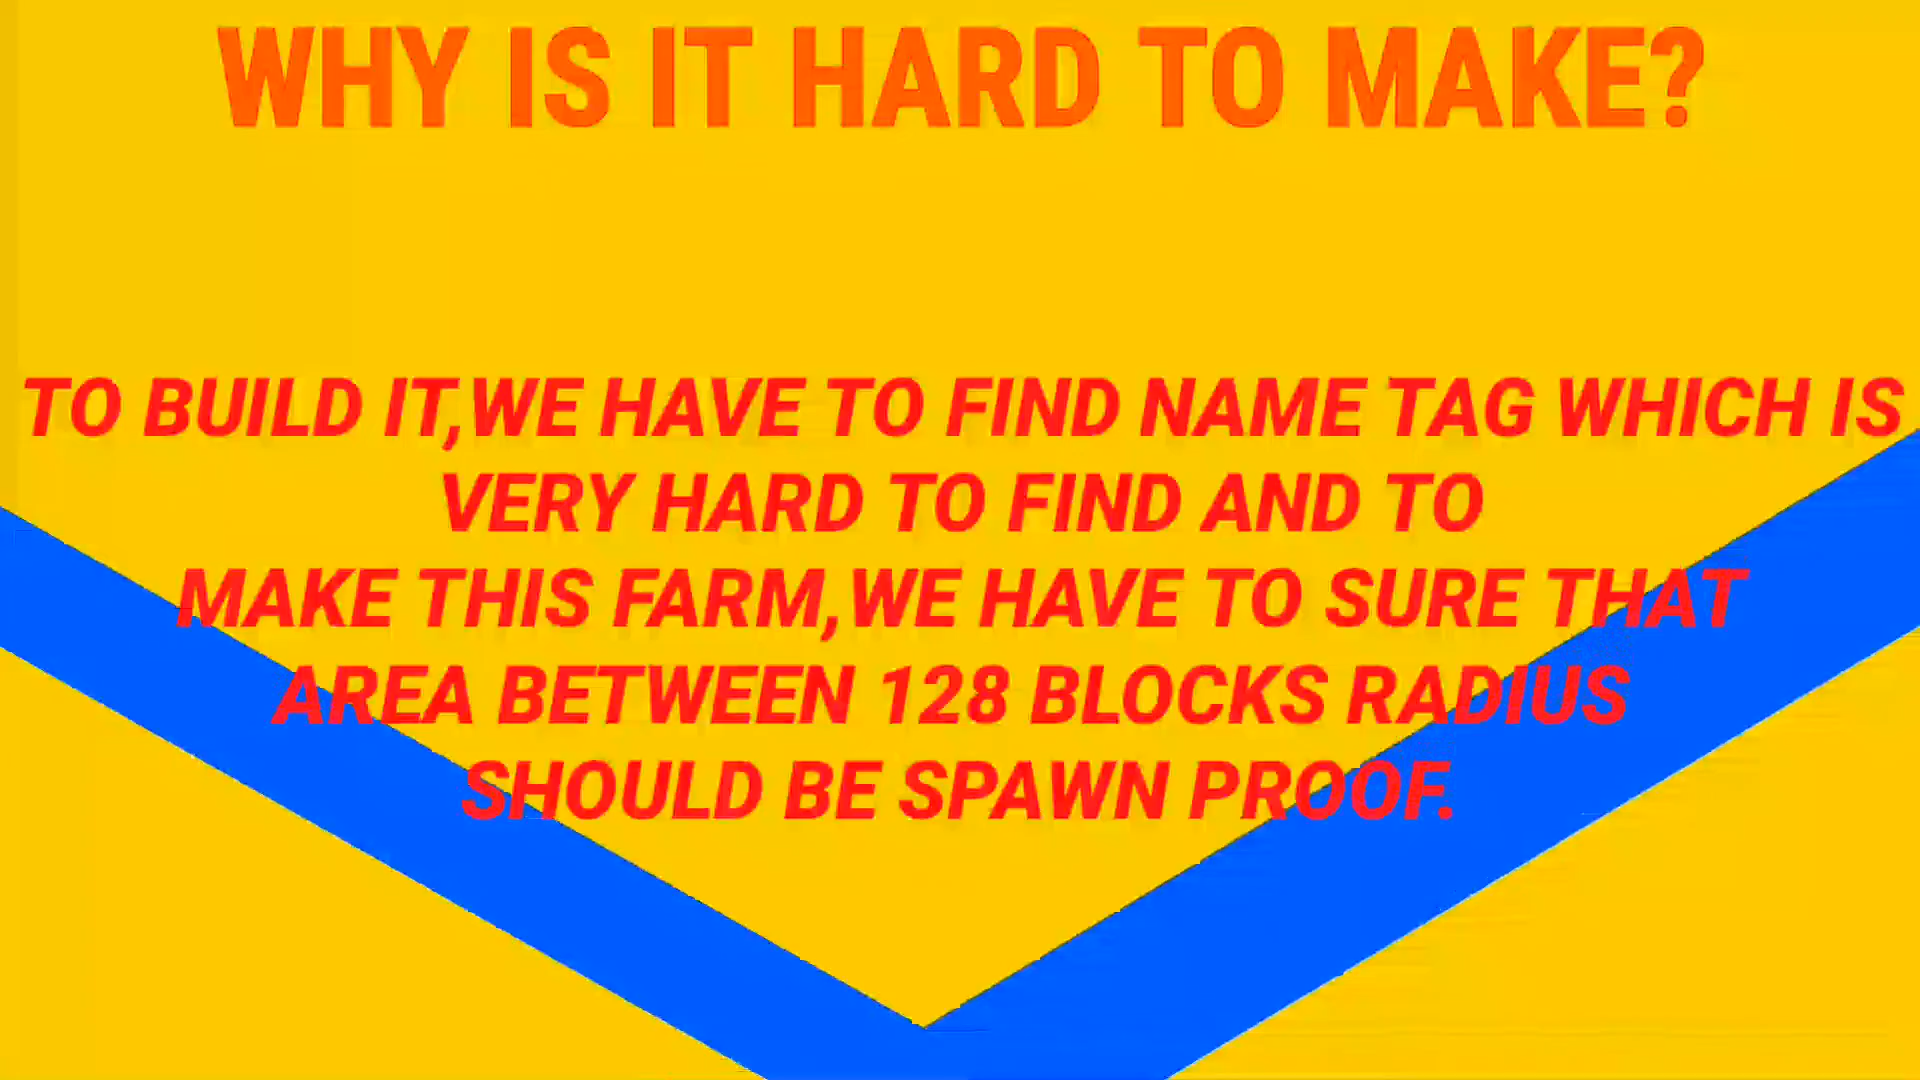 WHY IS IT HARD TO MAKE?
TO BUILD IT,WE HAVE TO FIND NAME TAG WHICH IS
VERY HARD TO FIND AND TO
MAKE THIS FARM,WE HAVE TO SURE THAT
AREA BETWEEN 128 BLOCKS RADIUS
SHOULD BE SPAWN PROOF.